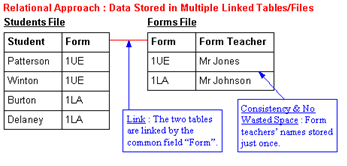 Relational Approach : Data Stored in Multiple Linked Tables/Files
Students File
Forms File
Student Form
Patterson 1UE
Winton 1UE
Burton 1LA
Delaney 1LA
Form Form Teacher
1UE Mr Jones
1LA Mr Johnson
Link : The two tables
are linked by the
common field "Form".
Consistency & No
Wasted Space : Form
teachers' names stored
just once.